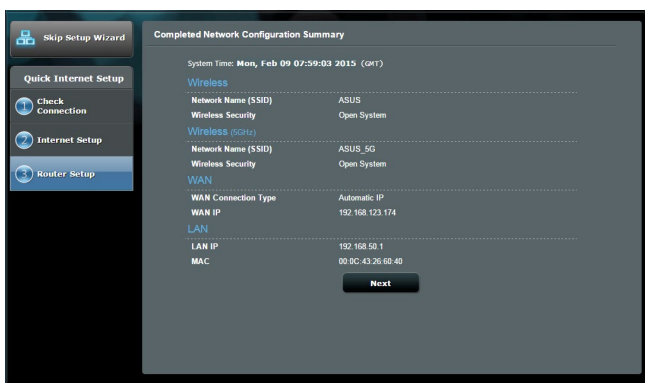 Skip Setup Wizard
Quick Internet Setup
1 Check
Connection
2 Internet Setup
3 Router Setup
Completed Network Configuration Summary
System Time: Mon, Feb 09 07:59:03 2015 (GMT)
Wireless
Network Name (SSID) ASUS
Wireless Security Open System
Wireless (5GHz)
Network Name (SSID) ASUS_5G
Wireless Security Open System
WAN
WAN Connection Type Automatic IP
WAN IP 192.168.123.174
LAN
LAN IP 192.168.50.1
MAC 00:0C:43:26:60:40
Next